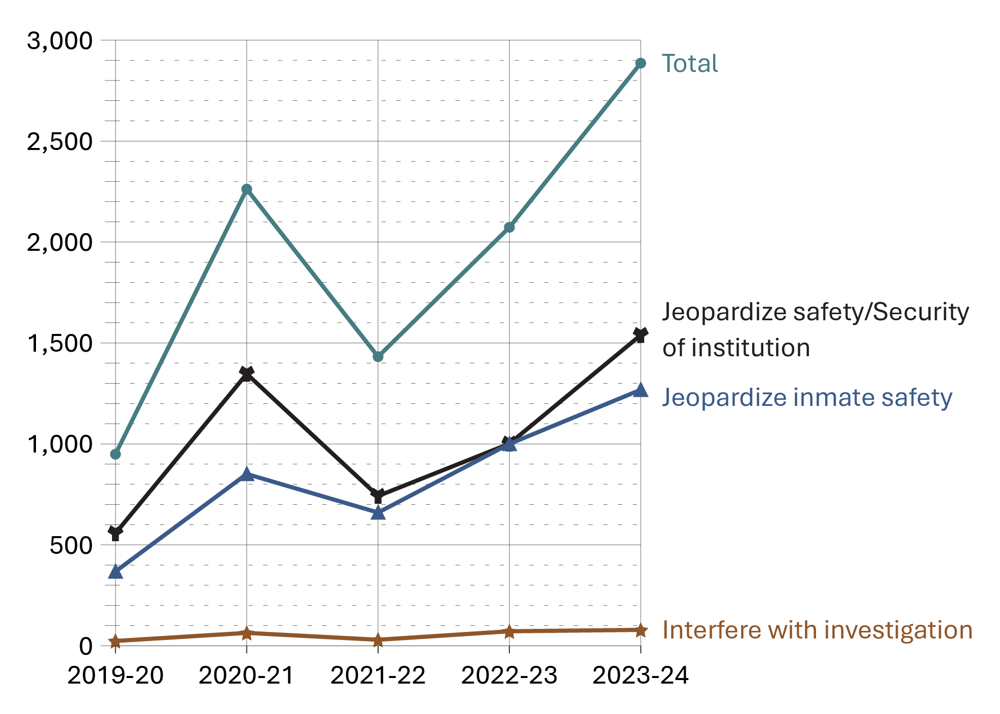 3,000
Total
2,500
2,000
Jeopardize safety/Security
of institution
1,500
Jeopardize inmate safety
1,000
500
Interfere with investigation
0
2019-20 2020-21 2021-22 2022-23 2023-24